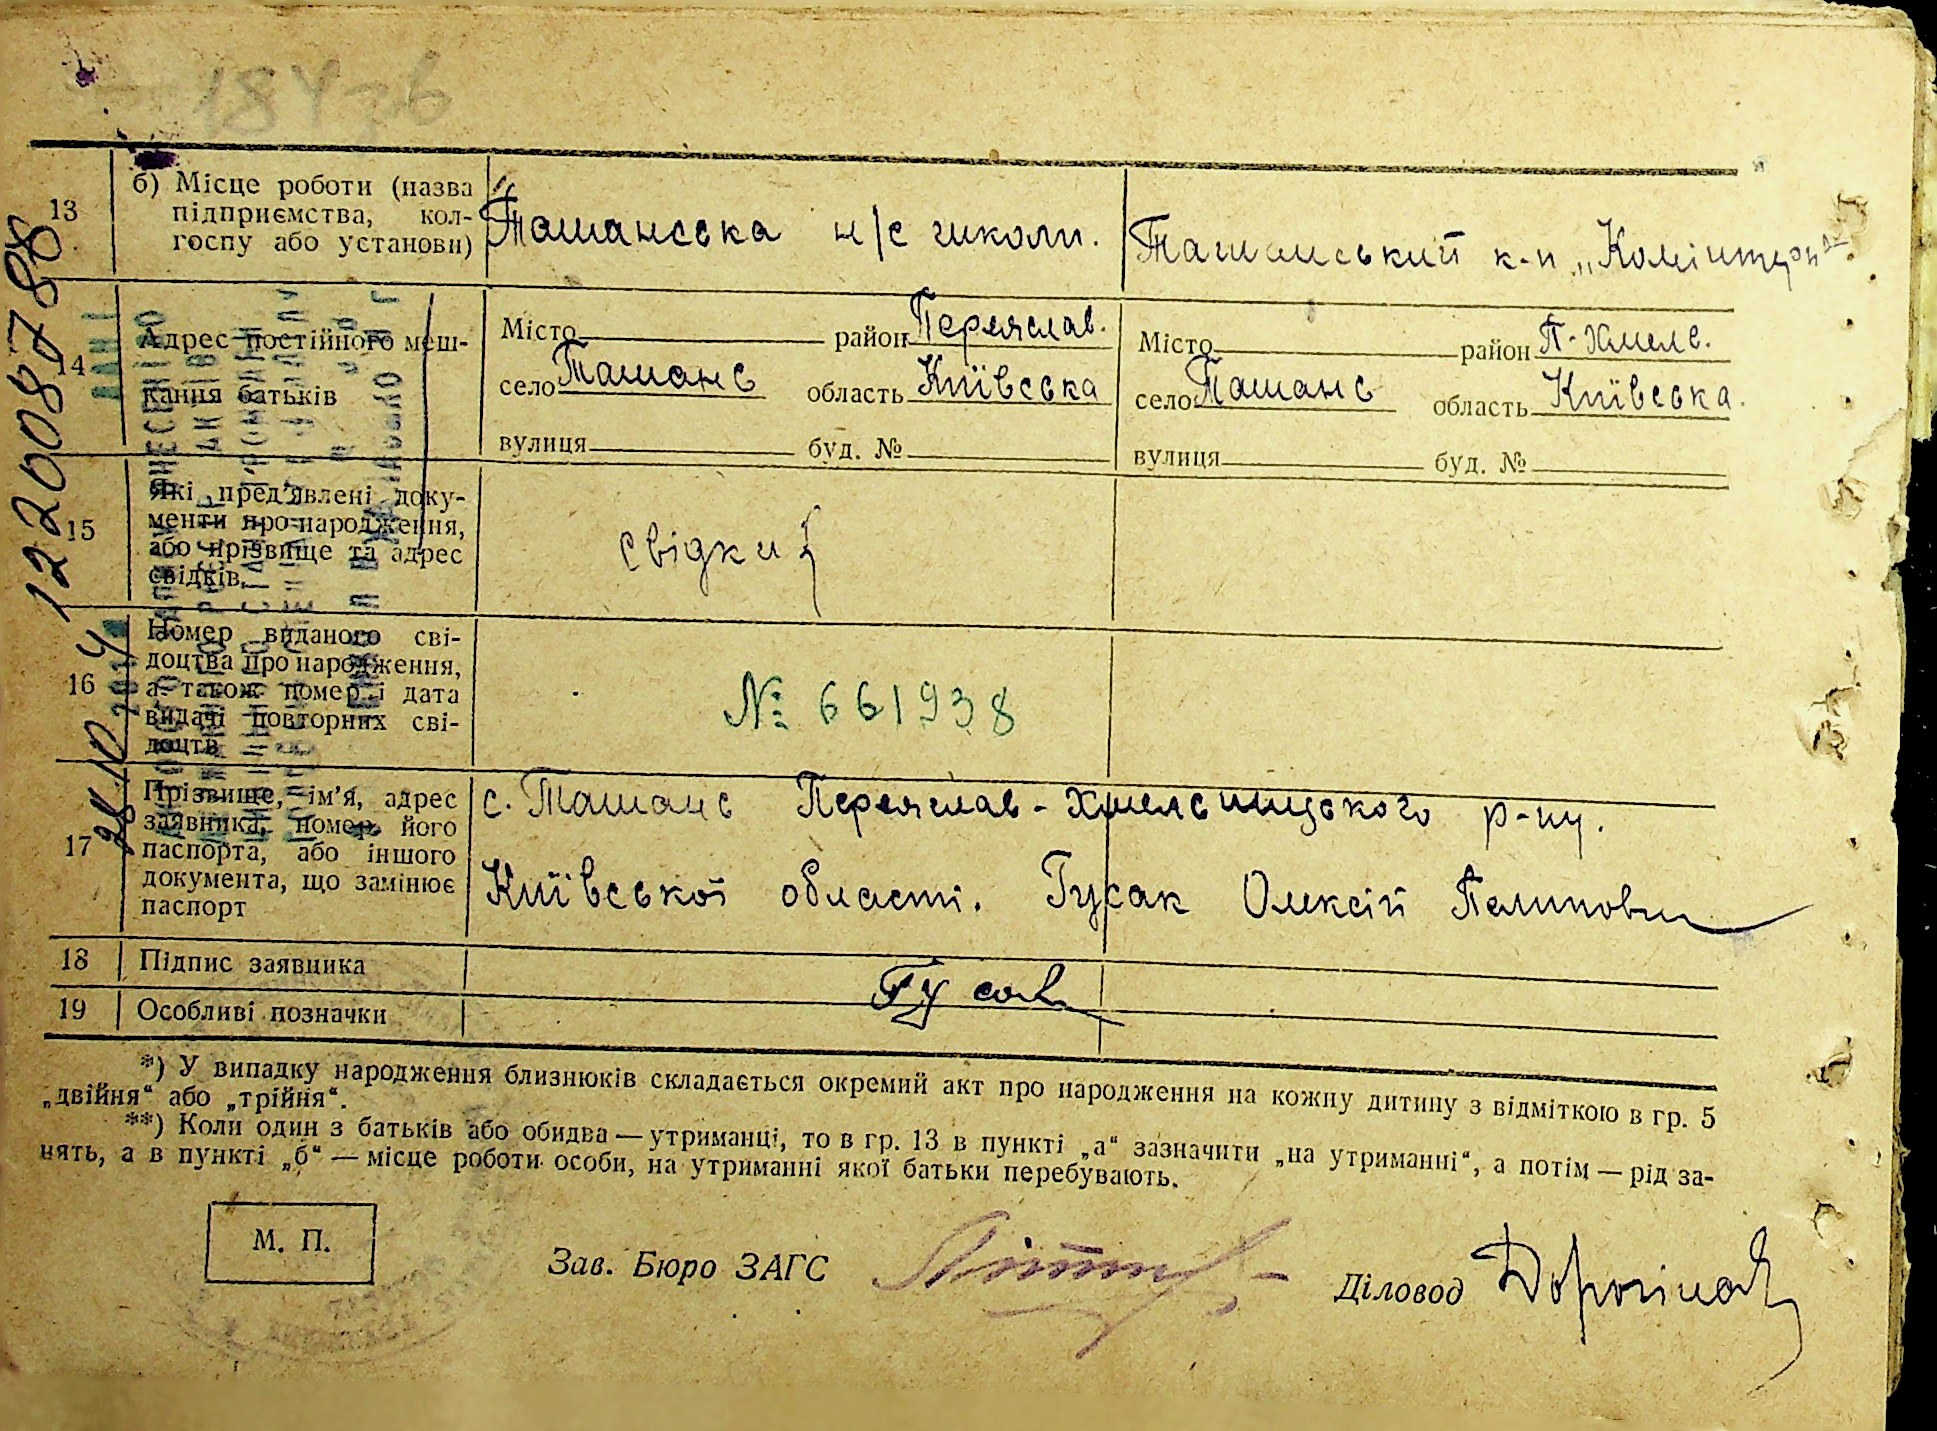 184зв
13 б) Місце роботи (назва
підприємства, кол-
госпу або установи)
Ташанська н/с школи.
Ташанський к-п „Комінтерн"
14 Адрес постійного меш-
кання батьків
Місто район Переяслав.
село Ташань область Київська
вулиця буд. №
Місто район П-Хмель.
село Ташань область Київська.
вулиця буд. №
15 Які пред'явлені доку-
менти про народження,
або прізвище та адрес
свідків
свідки {
16 Номер виданого сві-
доцтва про народження,
а також номер і дата
видачі повторних сві-
доцтв
№ 661938
17 Прізвище, ім'я, адрес
заявника, номер його
паспорта, або іншого
документа, що замінює
паспорт
с. Ташань Переяслав-Хмельницького р-ну.
Київської области. Гусак Олексій Пилипович
18 Підпис заявника
Гусак
19 Особливі позначки
*) У випадку народження близнюків складається окремий акт про народження на кожну дитину з відміткою в гр. 5
„двійня" або „трійня".
**) Коли один з батьків або обидва — утриманці, то в гр. 13 в пункті „а" зазначити „на утриманні", а потім — рід за-
нять, а в пункті „б" — місце роботи особи, на утриманні якої батьки перебувають.
М. П.
Зав. Бюро ЗАГС
Діловод
12200878